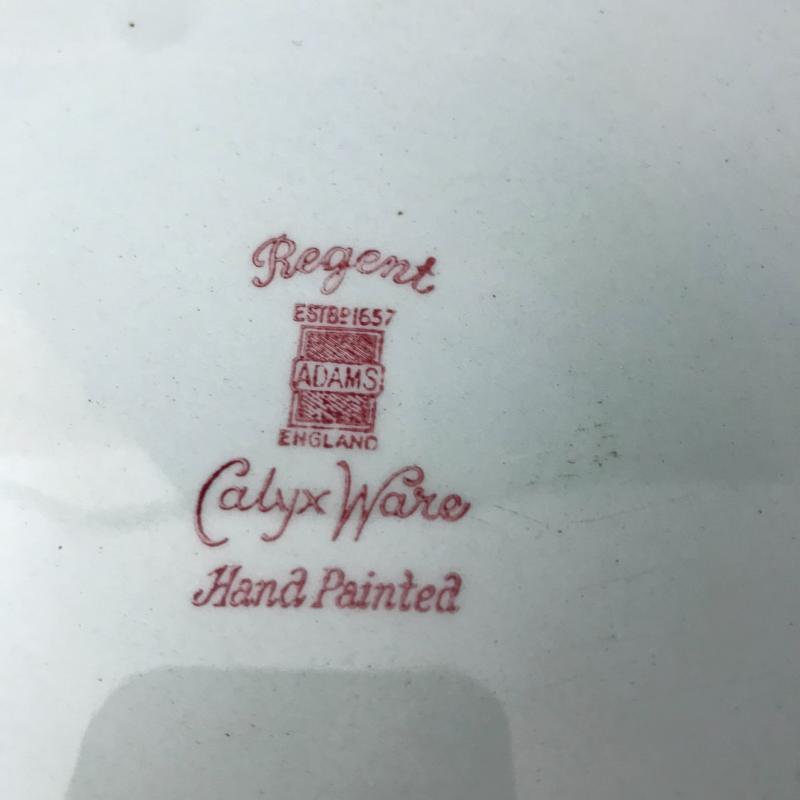 Regent
ESTBD 1657
ADAMS
ENGLAND
Calyx Ware
Hand Painted